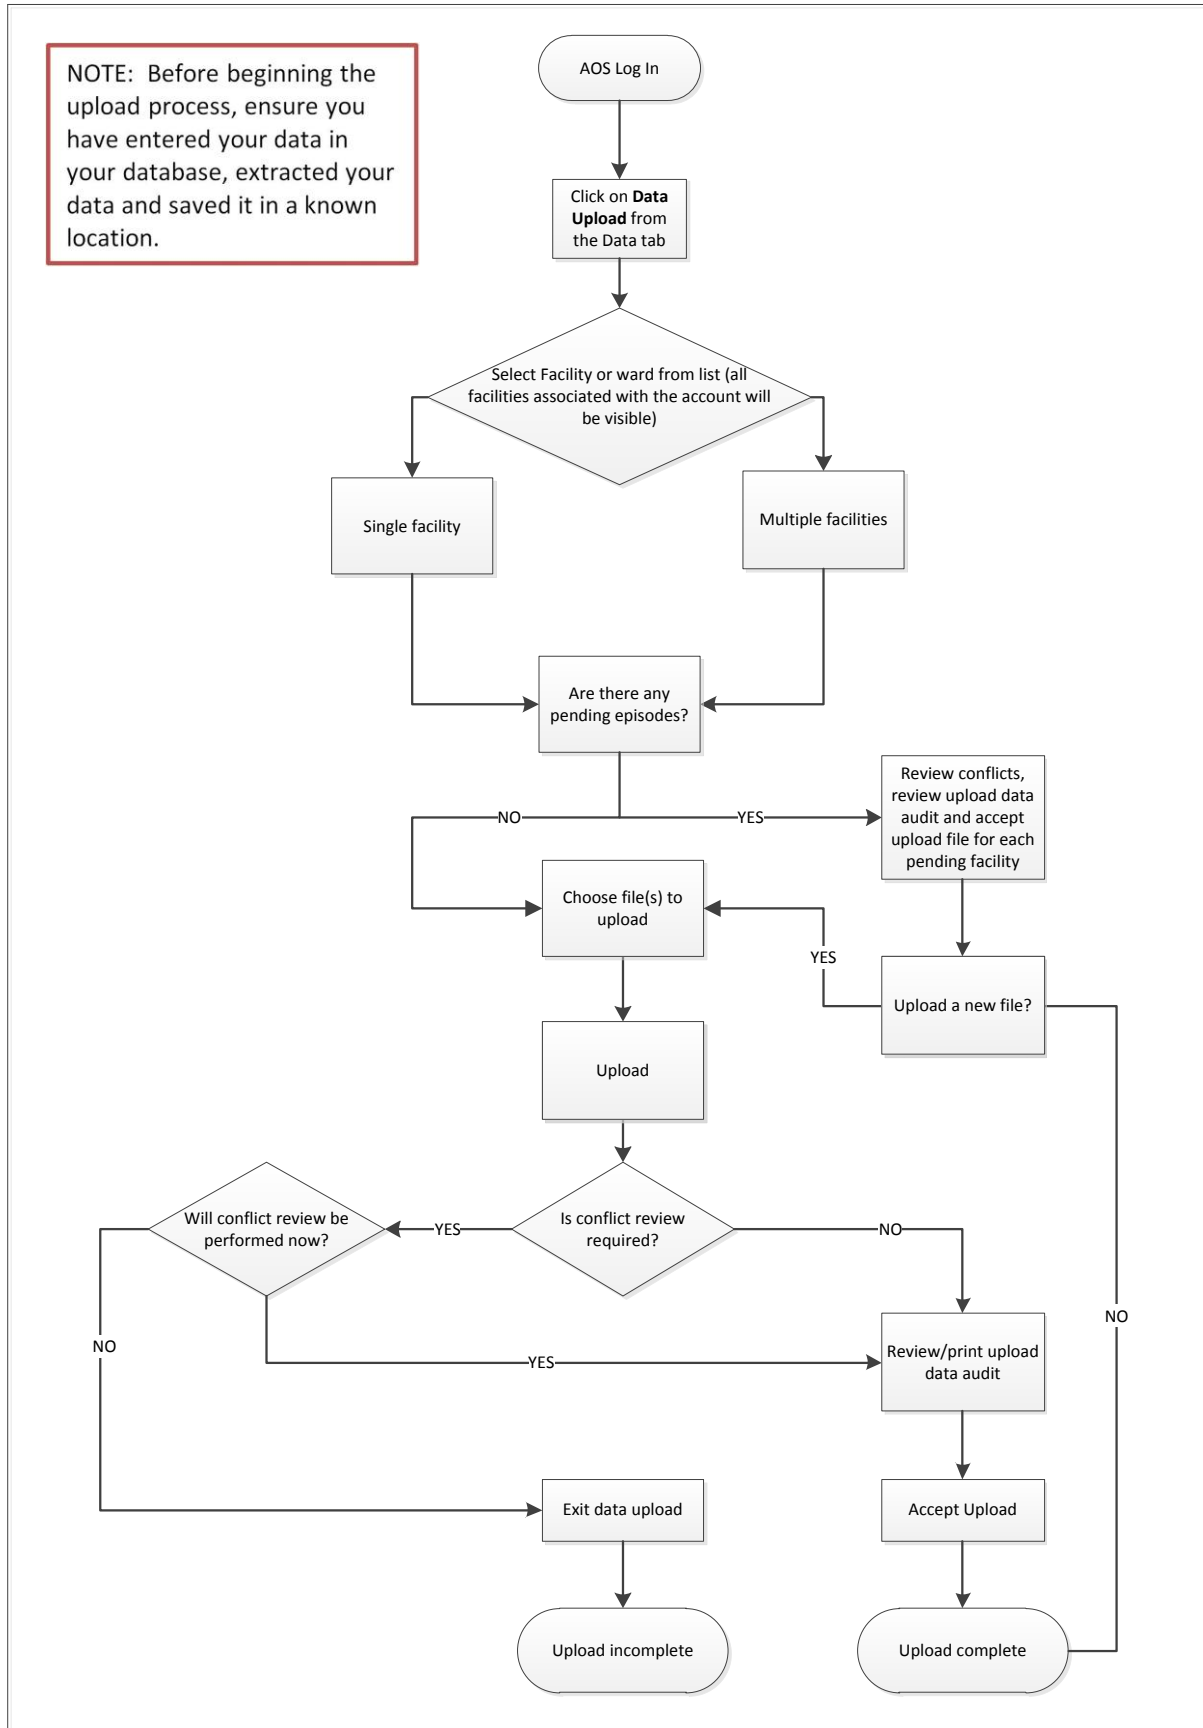 NOTE:  Before beginning the
upload process, ensure you
have entered your data in
your database, extracted your
data and saved it in a known
location.
AOS Log In
Click on Data
Upload from
the Data tab
Select Facility or ward from list (all
facilities associated with the account will
be visible)
Single facility
Multiple facilities
Are there any
pending episodes?
NO
YES
Review conflicts,
review upload data
audit and accept
upload file for each
pending facility
Choose file(s) to
upload
YES
Upload a new file?
Upload
Will conflict review be
performed now?
YES
Is conflict review
required?
NO
NO
NO
YES
Review/print upload
data audit
Exit data upload
Accept Upload
Upload incomplete
Upload complete